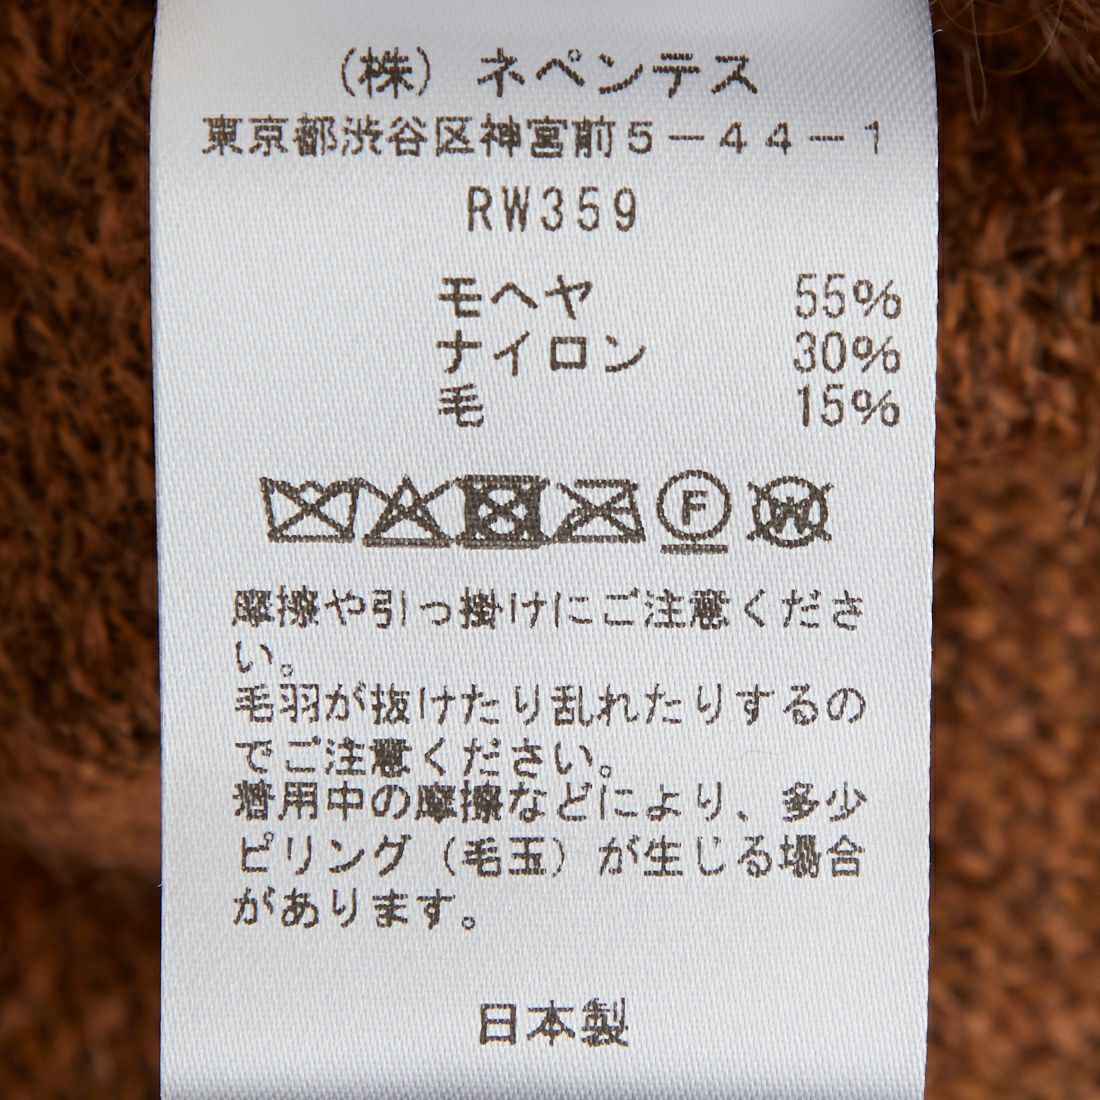 (株) ネペンテス
東京都渋谷区神宮前5-44-1
RW359
モヘヤ 55%
ナイロン 30%
毛 15%
F W
摩擦や引っ掛けにご注意くださ
い。
毛羽が抜けたり乱れたりするの
でご注意ください。
着用中の摩擦などにより、多少
ピリング(毛玉)が生じる場合
があります。
日本製